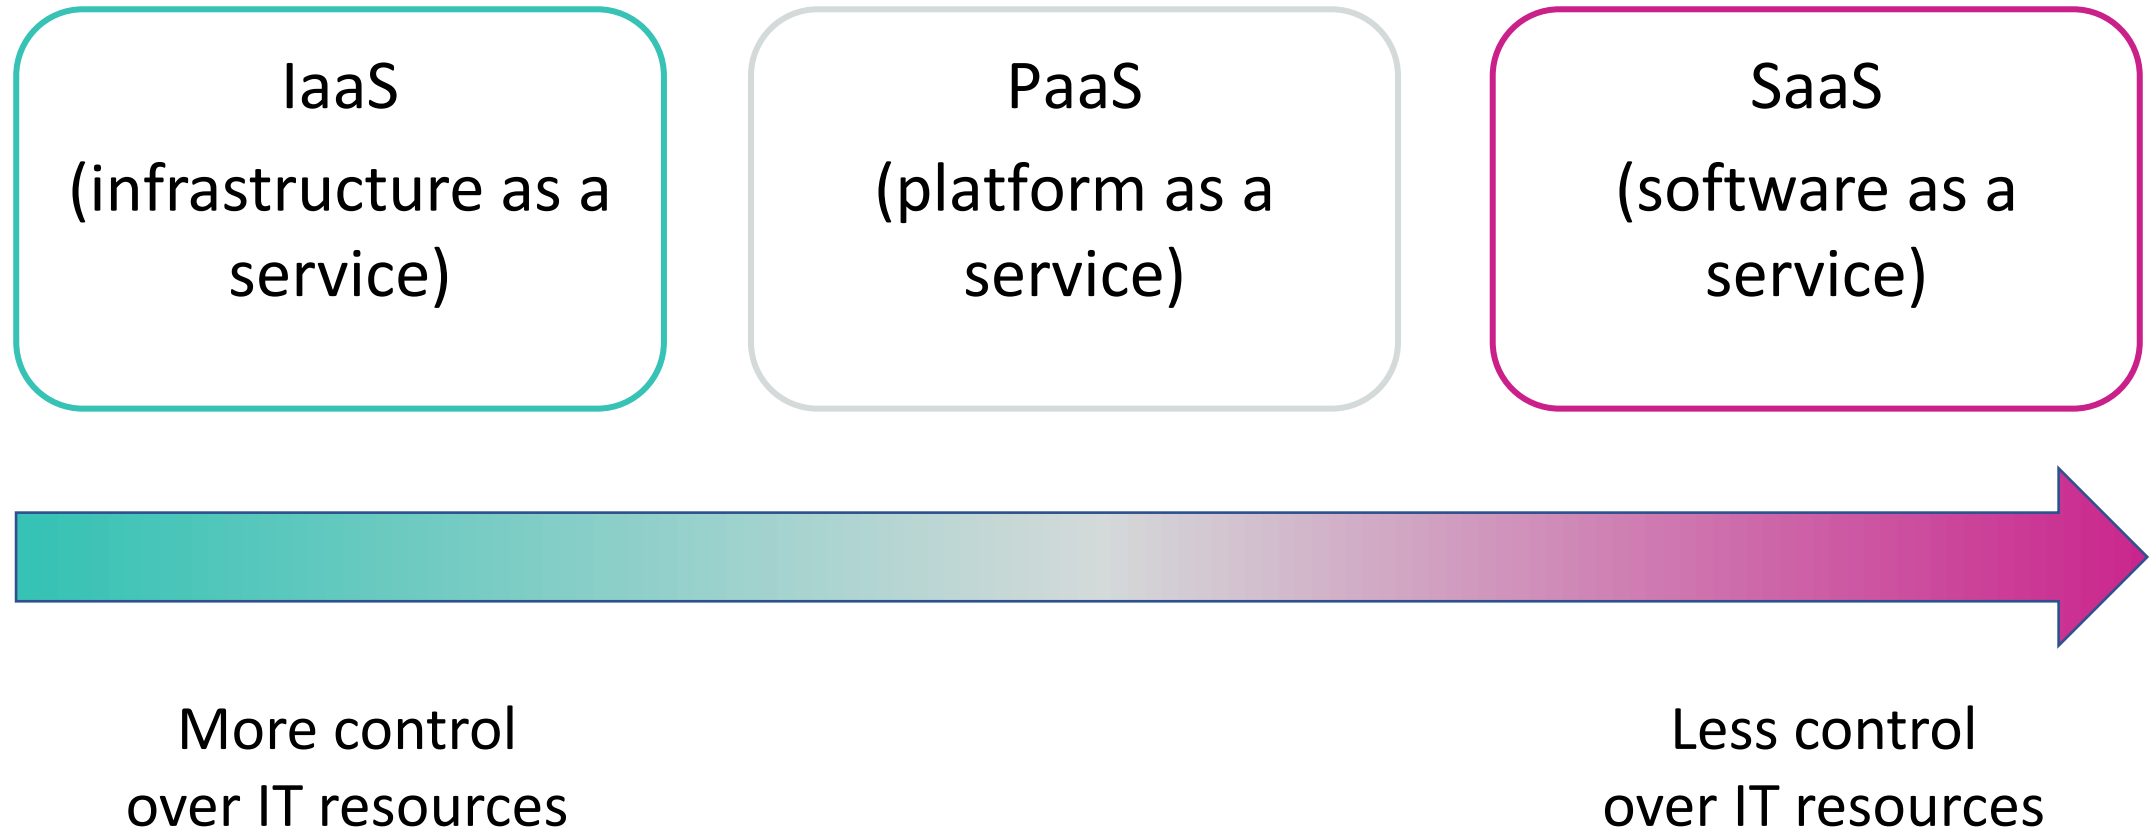 IaaS
(infrastructure as a
service)
PaaS
(platform as a
service)
SaaS
(software as a
service)
More control
over IT resources
Less control
over IT resources